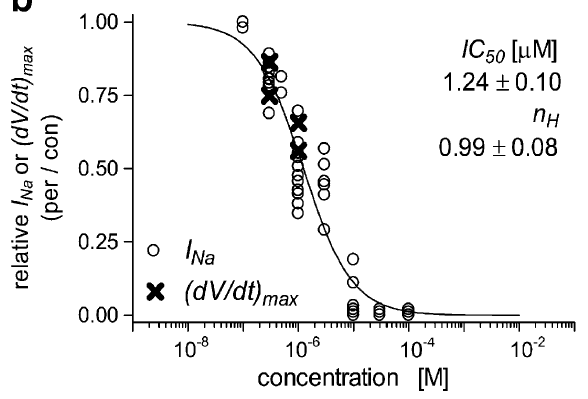 b
1.00
0.75
0.50
0.25
0.00
relative I_Na or (dV/dt)_max
(per / con)
IC_50 [µM]
1.24 ± 0.10
n_H
0.99 ± 0.08
I_Na
(dV/dt)_max
10^-8
10^-6
10^-4
10^-2
concentration [M]